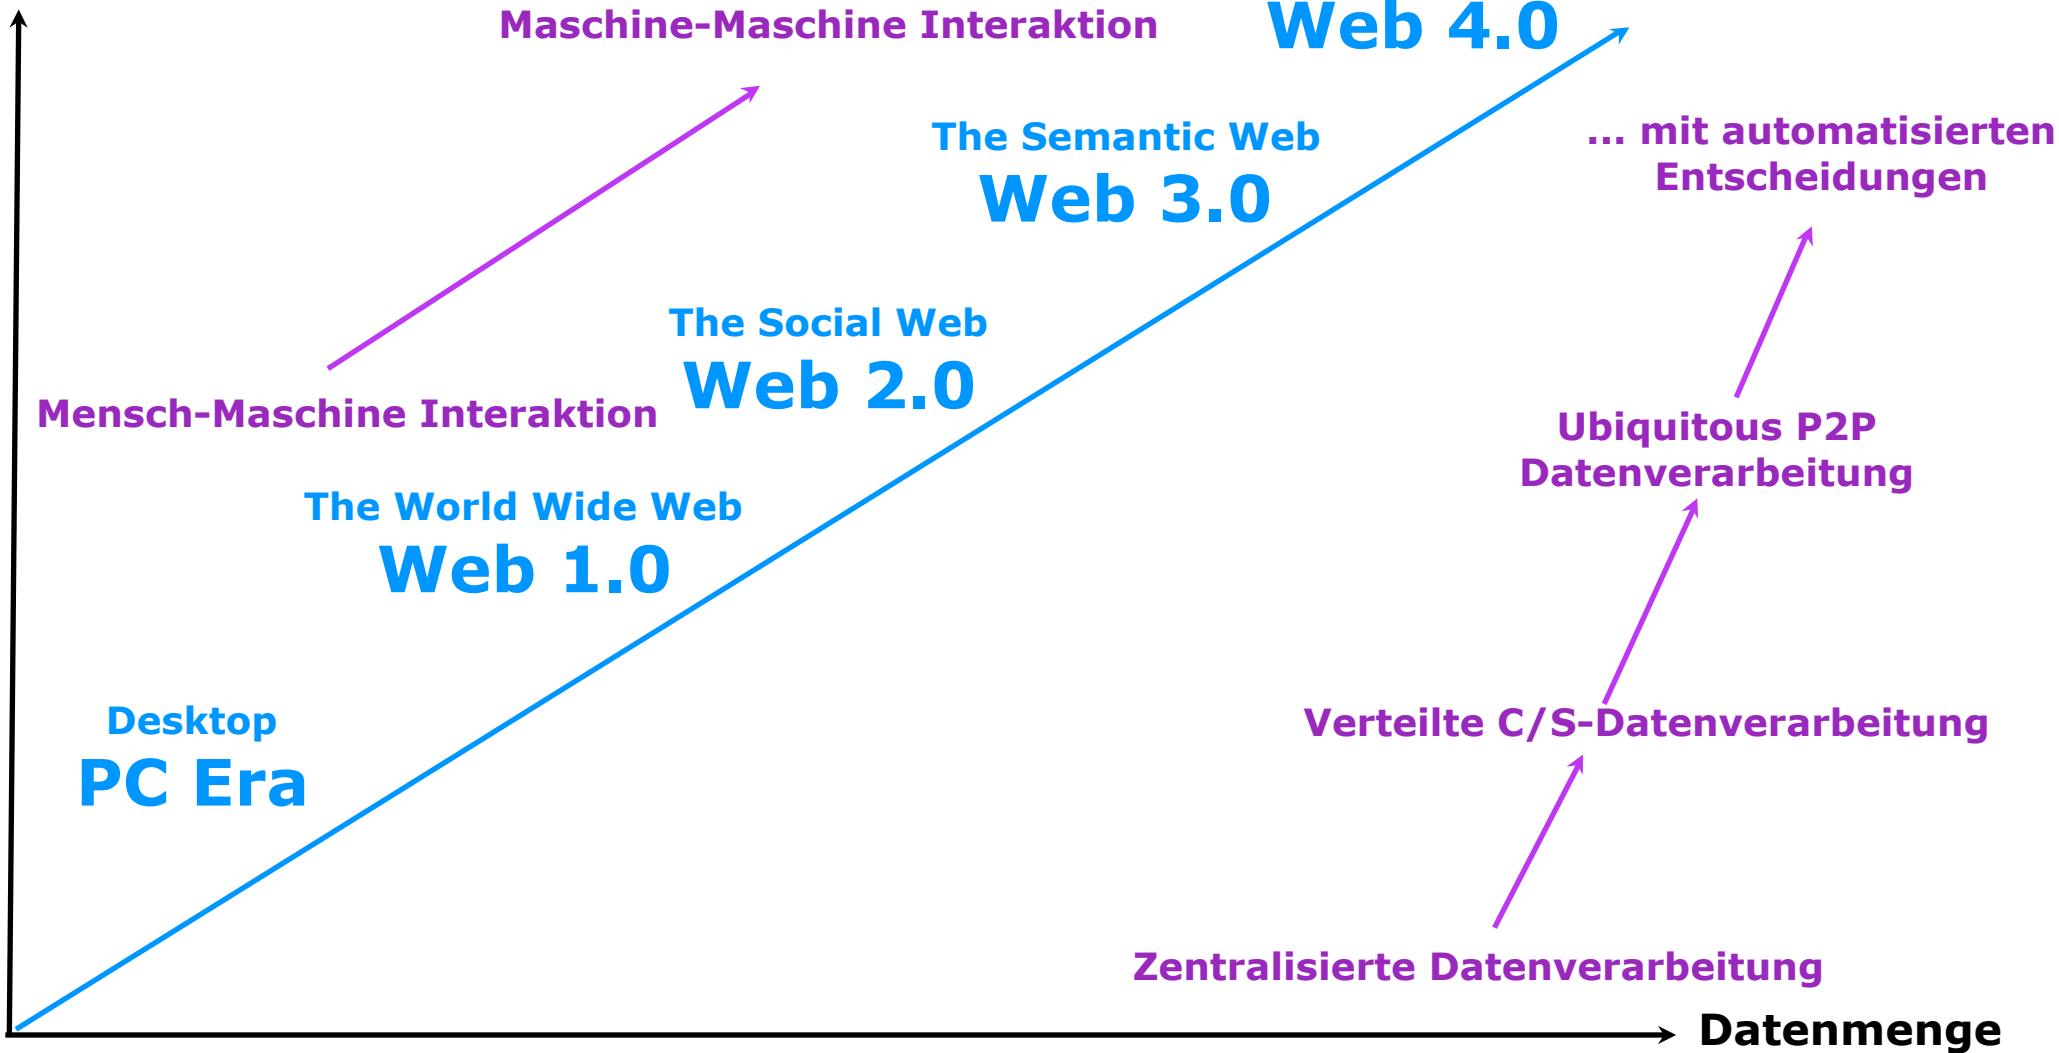 Maschine-Maschine Interaktion
Web 4.0
The Semantic Web
Web 3.0
... mit automatisierten
Entscheidungen
The Social Web
Web 2.0
Mensch-Maschine Interaktion
Ubiquitous P2P
Datenverarbeitung
The World Wide Web
Web 1.0
Desktop
PC Era
Verteilte C/S-Datenverarbeitung
Zentralisierte Datenverarbeitung
Datenmenge